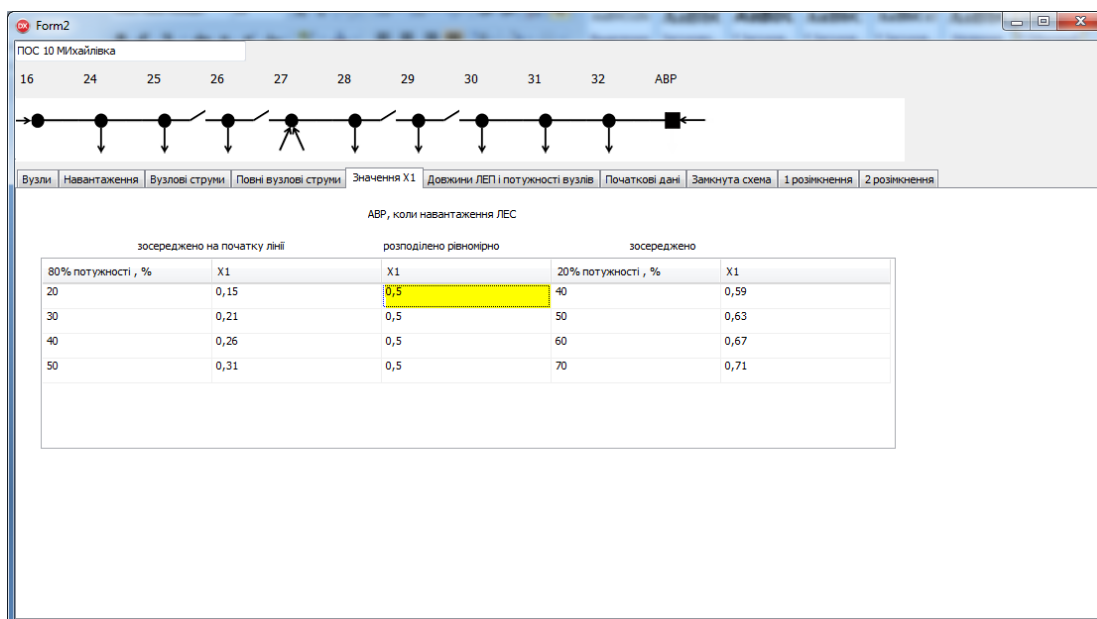 Form2
ПОС 10 МИхайлівка
16 24 25 26 27 28 29 30 31 32 АВР
Вузли Навантаження Вузлові струми Повні вузлові струми Значення X1 Довжини ЛЕП і потужності вузлів Початкові дані Замкнута схема 1 розімкнення 2 розімкнення
АВР, коли навантаження ЛЕС
зосереджено на початку лінії розподілено рівномірно зосереджено
80% потужності , % X1 X1 20% потужності , % X1
20 0,15 0,5 40 0,59
30 0,21 0,5 50 0,63
40 0,26 0,5 60 0,67
50 0,31 0,5 70 0,71